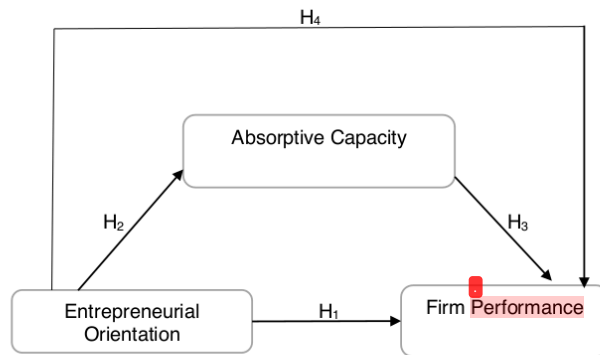 H₄
Absorptive Capacity
H₂
H₃
Entrepreneurial
Orientation
H₁
Firm Performance